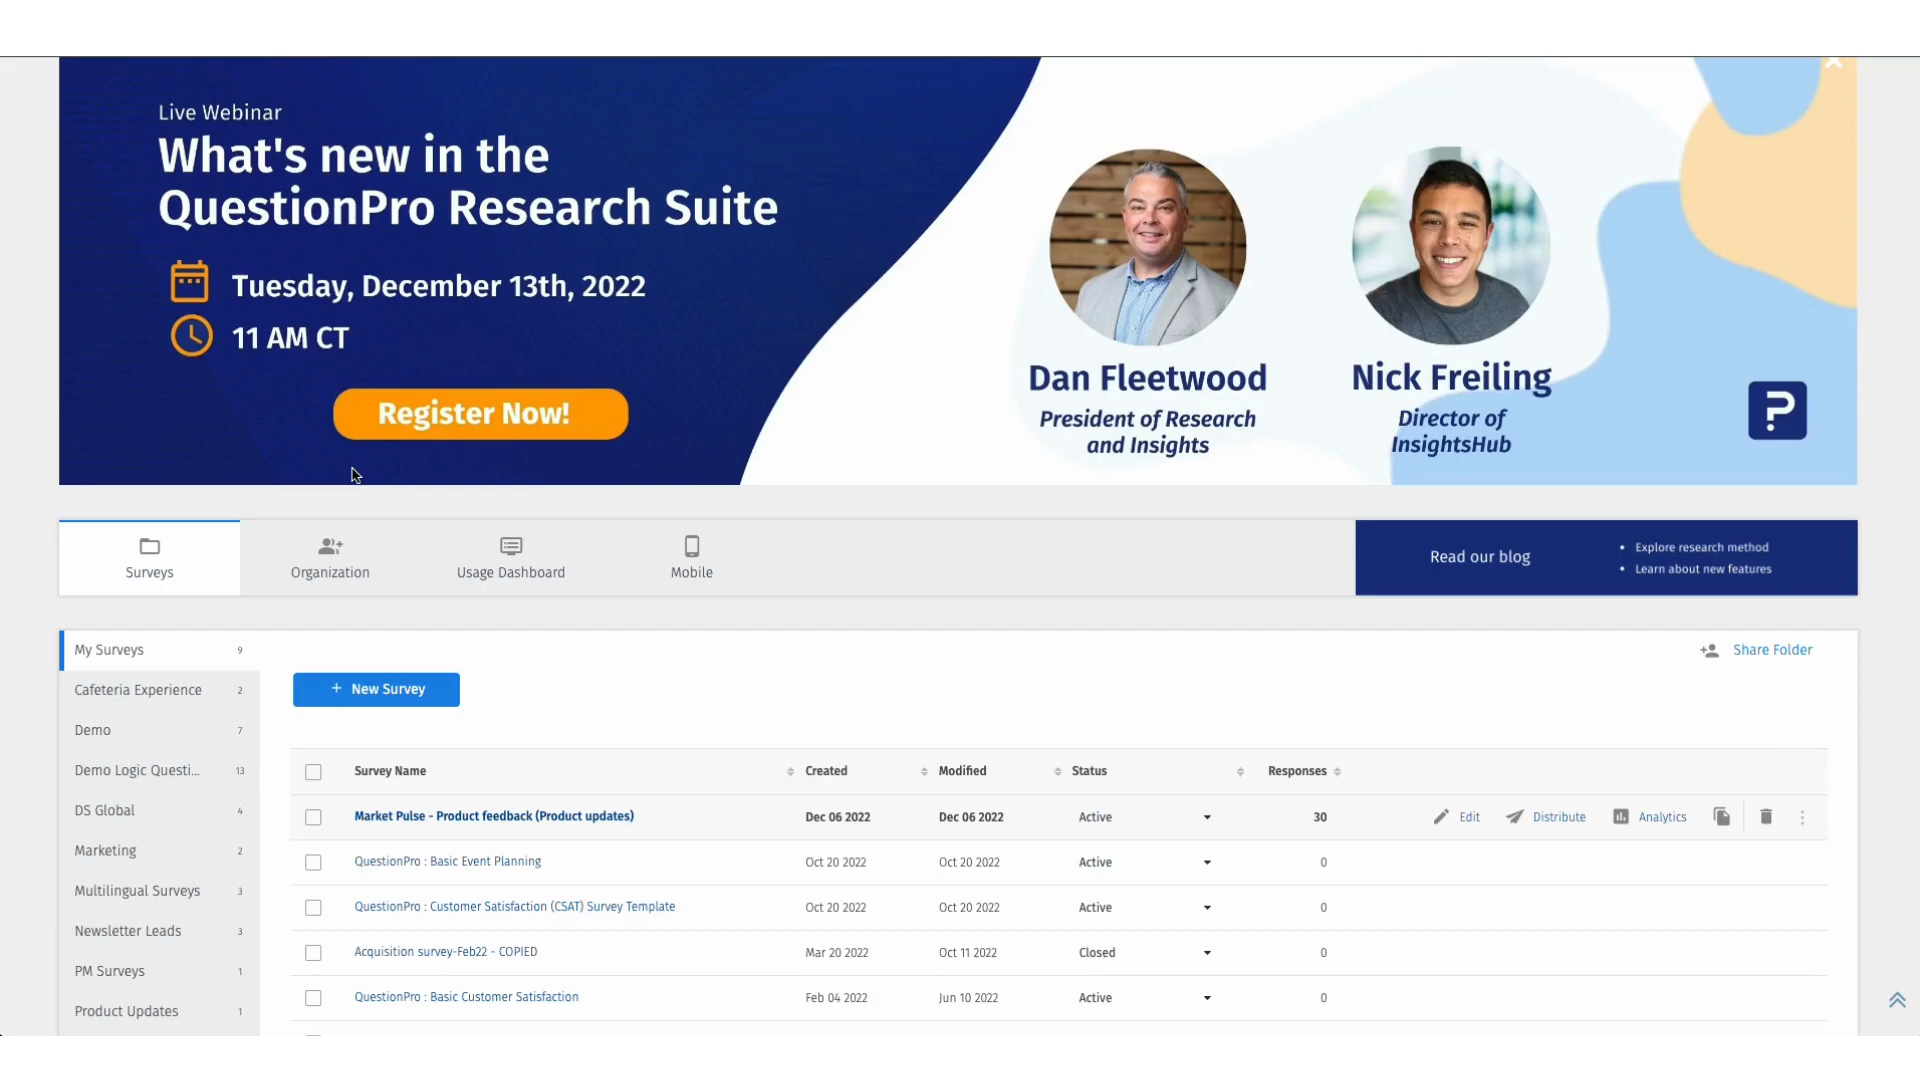 Live Webinar
What's new in the
QuestionPro Research Suite
Tuesday, December 13th, 2022
11 AM CT
Register Now!
Dan Fleetwood
President of Research
and Insights
Nick Freiling
Director of
InsightsHub
Surveys
Organization
Usage Dashboard
Mobile
Read our blog
• Explore research method
• Learn about new features
My Surveys 9
Cafeteria Experience 2
Demo 7
Demo Logic Questi... 13
DS Global 4
Marketing 2
Multilingual Surveys 3
Newsletter Leads 3
PM Surveys 1
Product Updates 1
Share Folder
+ New Survey
Survey Name Created Modified Status Responses
Market Pulse - Product feedback (Product updates) Dec 06 2022 Dec 06 2022 Active 30 Edit Distribute Analytics
QuestionPro : Basic Event Planning Oct 20 2022 Oct 20 2022 Active 0
QuestionPro : Customer Satisfaction (CSAT) Survey Template Oct 20 2022 Oct 20 2022 Active 0
Acquisition survey-Feb22 - COPIED Mar 20 2022 Oct 11 2022 Closed 0
QuestionPro : Basic Customer Satisfaction Feb 04 2022 Jun 10 2022 Active 0